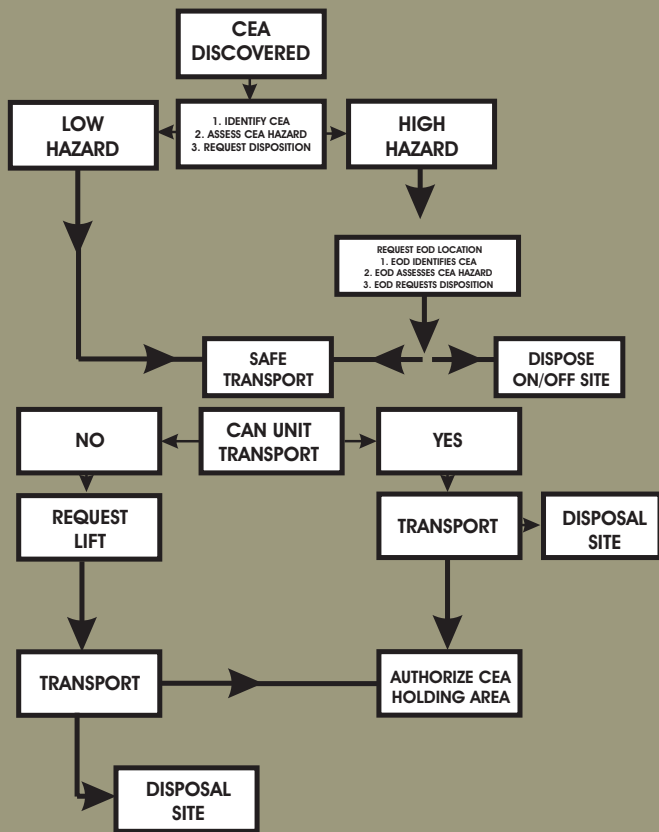 CEA
DISCOVERED
LOW
HAZARD
1. IDENTIFY CEA
2. ASSESS CEA HAZARD
3. REQUEST DISPOSITION
HIGH
HAZARD
REQUEST EOD LOCATION
1. EOD IDENTIFIES CEA
2. EOD ASSESSES CEA HAZARD
3. EOD REQUESTS DISPOSITION
SAFE
TRANSPORT
DISPOSE
ON/OFF SITE
NO
CAN UNIT
TRANSPORT
YES
REQUEST
LIFT
TRANSPORT
DISPOSAL
SITE
TRANSPORT
AUTHORIZE CEA
HOLDING AREA
DISPOSAL
SITE